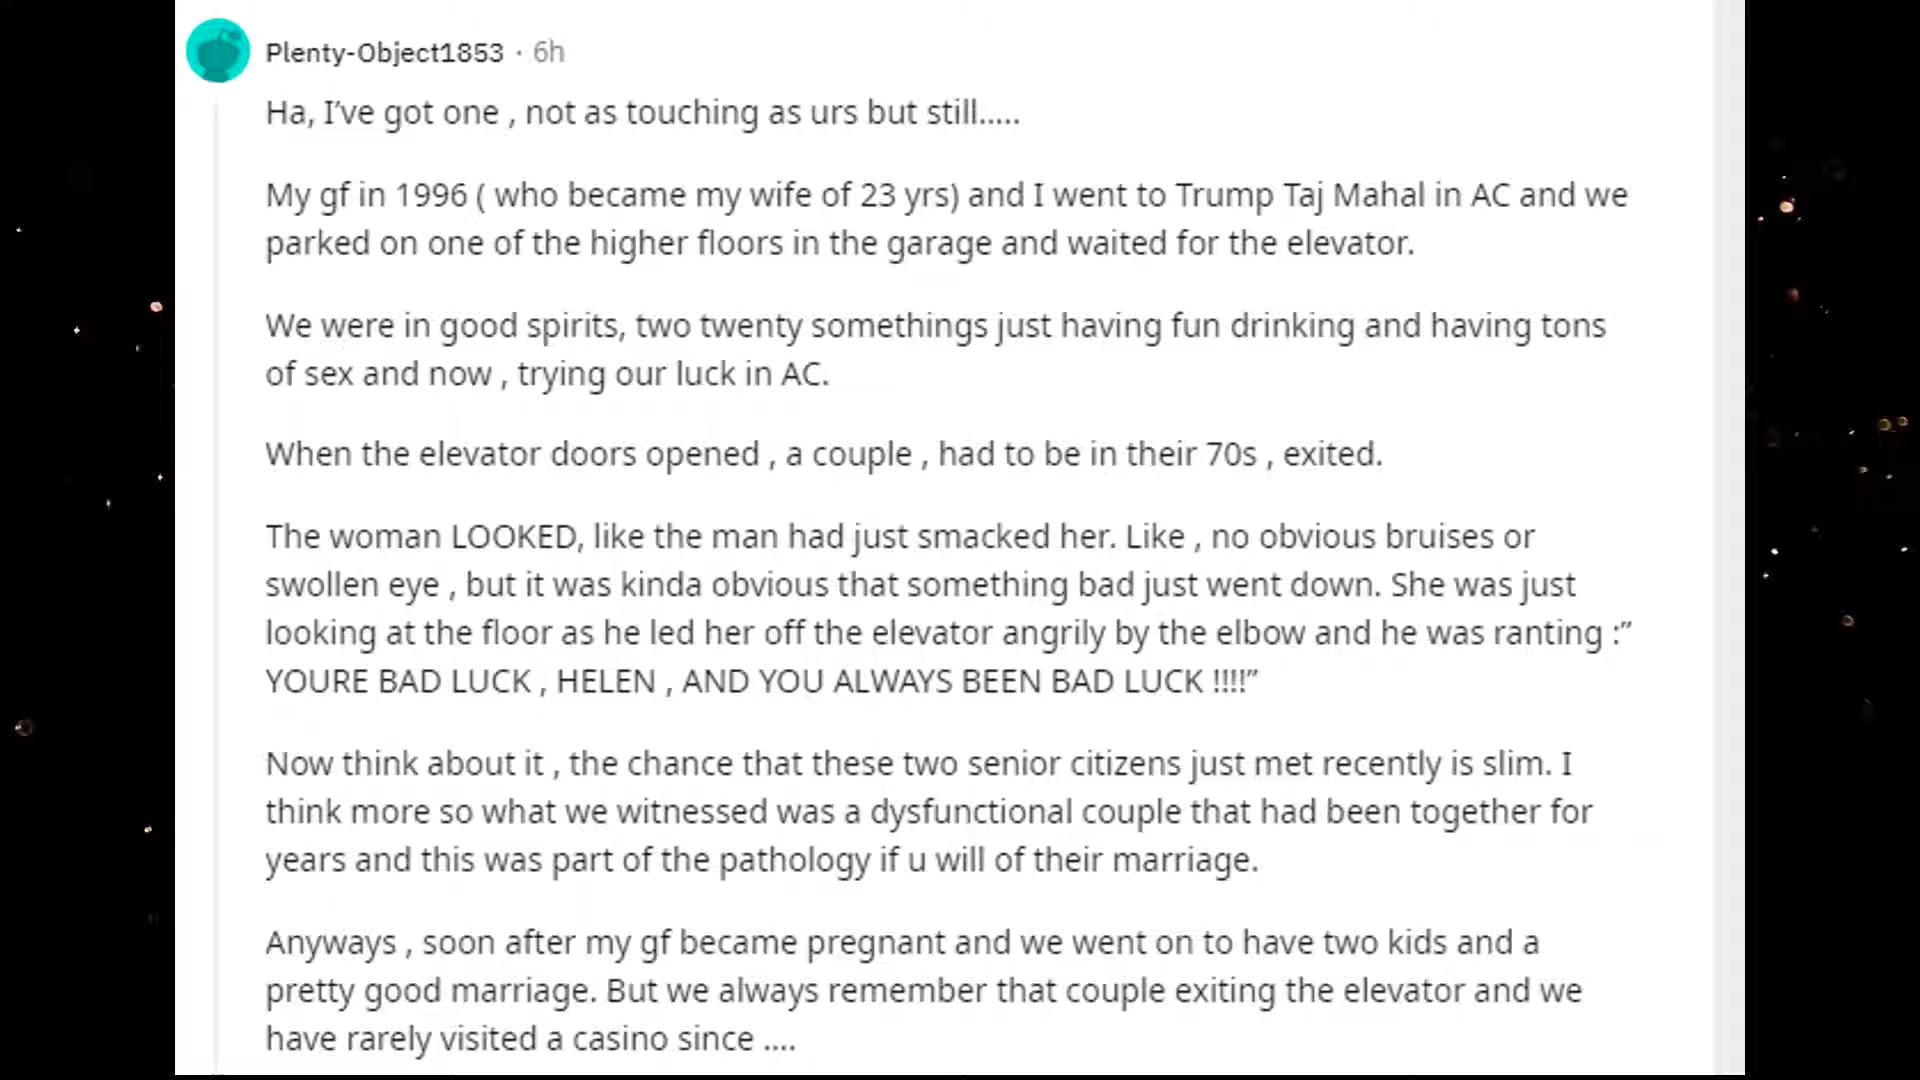 Plenty-Object1853 · 6h
Ha, I’ve got one , not as touching as urs but still.....
My gf in 1996 ( who became my wife of 23 yrs) and I went to Trump Taj Mahal in AC and we
parked on one of the higher floors in the garage and waited for the elevator.
We were in good spirits, two twenty somethings just having fun drinking and having tons
of sex and now , trying our luck in AC.
When the elevator doors opened , a couple , had to be in their 70s , exited.
The woman LOOKED, like the man had just smacked her. Like , no obvious bruises or
swollen eye , but it was kinda obvious that something bad just went down. She was just
looking at the floor as he led her off the elevator angrily by the elbow and he was ranting :”
YOURE BAD LUCK , HELEN , AND YOU ALWAYS BEEN BAD LUCK !!!!”
Now think about it , the chance that these two senior citizens just met recently is slim. I
think more so what we witnessed was a dysfunctional couple that had been together for
years and this was part of the pathology if u will of their marriage.
Anyways , soon after my gf became pregnant and we went on to have two kids and a
pretty good marriage. But we always remember that couple exiting the elevator and we
have rarely visited a casino since ....